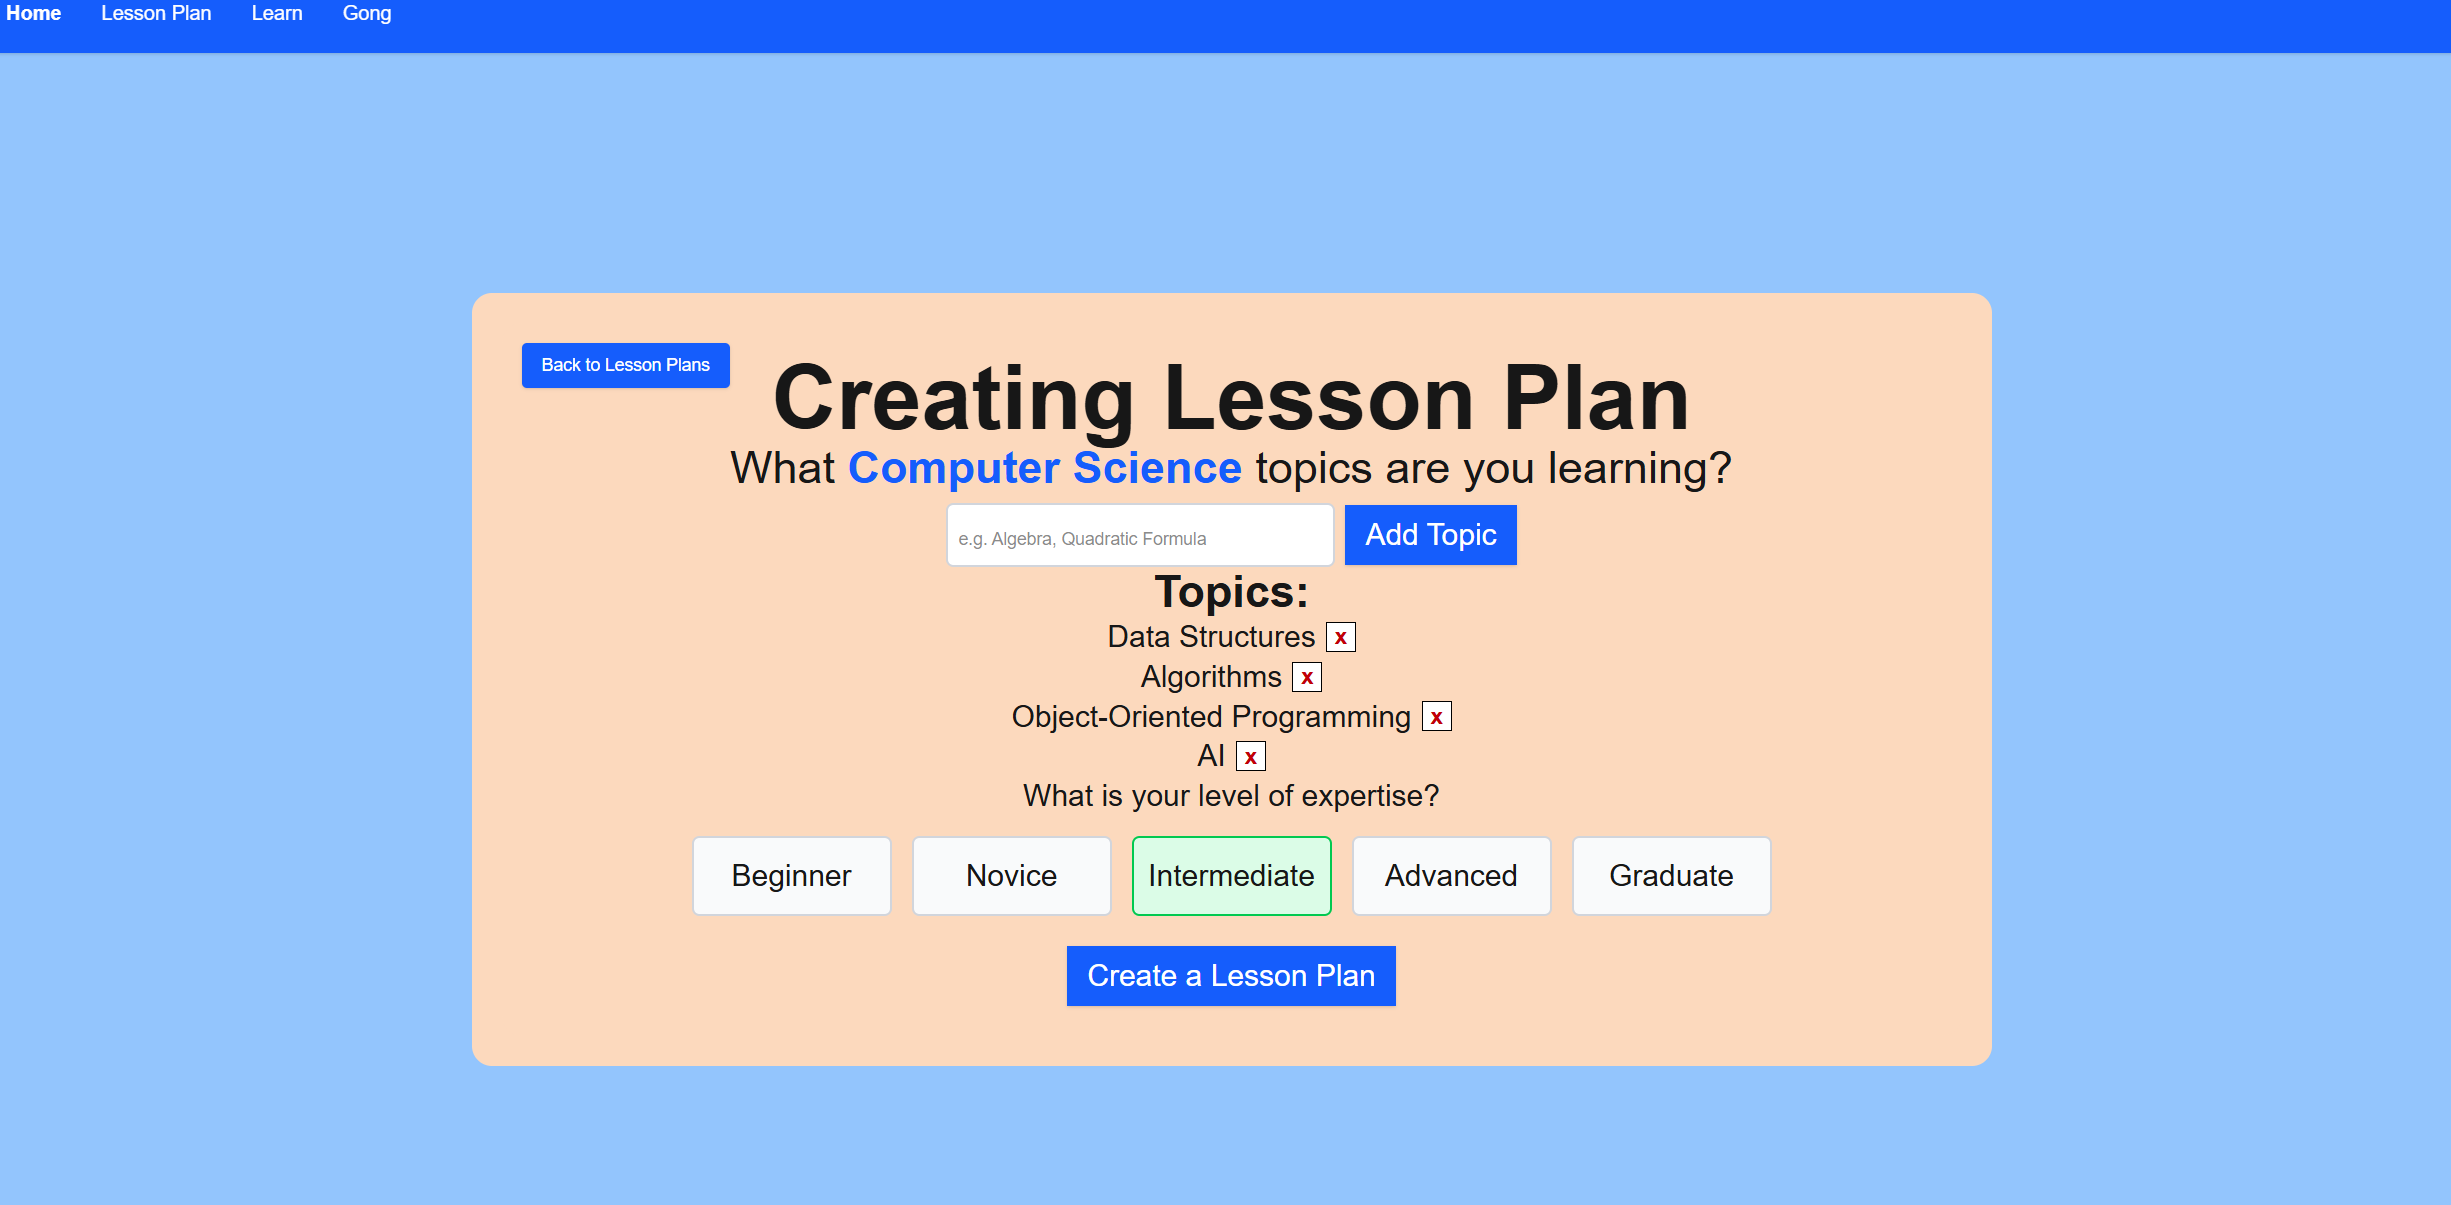 Home Lesson Plan Learn Gong
Back to Lesson Plans
Creating Lesson Plan
What Computer Science topics are you learning?
e.g. Algebra, Quadratic Formula Add Topic
Topics:
Data Structures x
Algorithms x
Object-Oriented Programming x
AI x
What is your level of expertise?
Beginner Novice Intermediate Advanced Graduate
Create a Lesson Plan